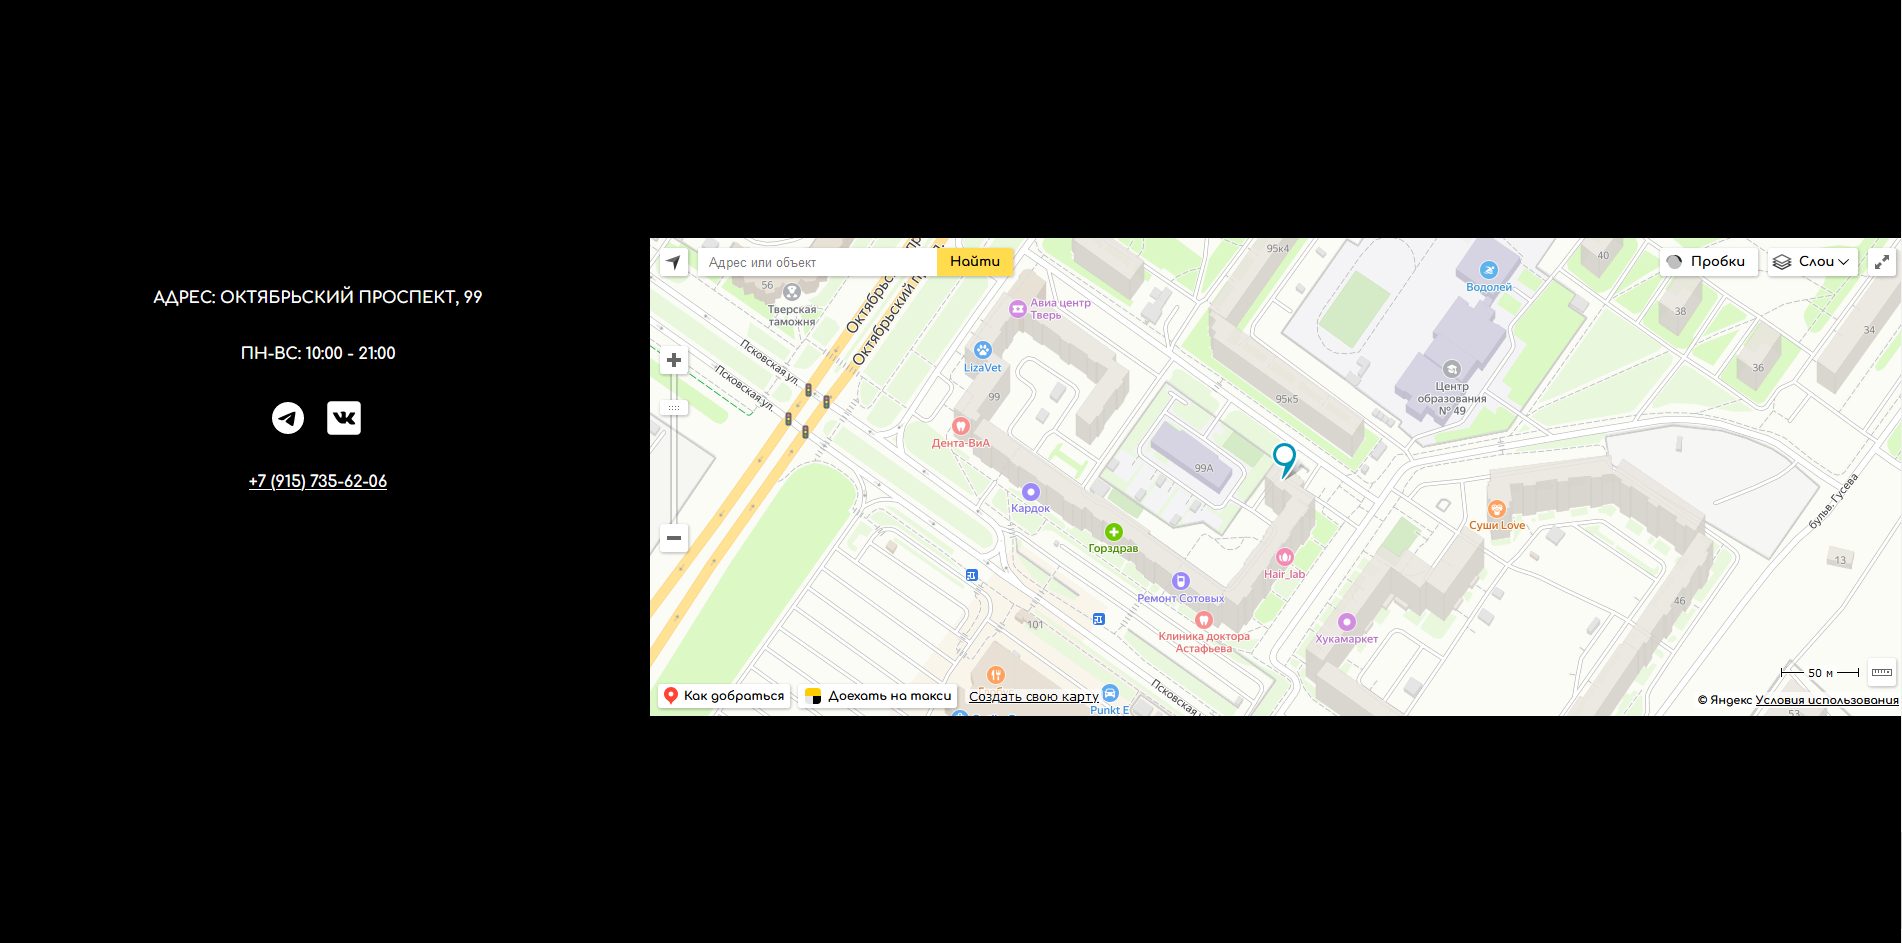 АДРЕС: ОКТЯБРЬСКИЙ ПРОСПЕКТ, 99
ПН-ВС: 10:00 - 21:00
+7 (915) 735-62-06
Адрес или объект
Найти
Пробки
Слои
95к4
40
56
Тверская
таможня
Авиа центр
Тверь
Водолей
38
34
Псковская ул.
Псковская ул.
LizaVet
36
Центр
образования
№ 49
99
95к5
Дента-ВиА
99А
Кардок
Суши Love
бульв. Гусева
Горздрав
13
Hair_lab
Ремонт Сотовых
46
101
Клиника доктора
Астафьева
Хукамаркет
50 м
Как добраться
Доехать на такси
Создать свою карту
Псковская
Punkt E
© Яндекс Условия использования
53